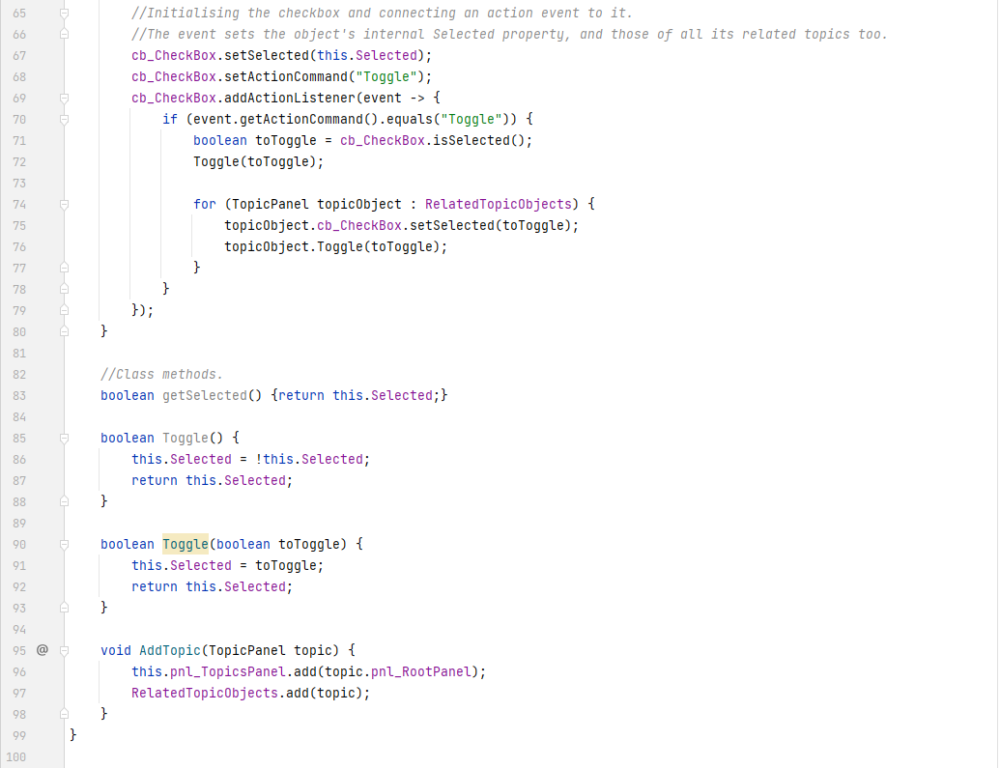 65 //Initialising the checkbox and connecting an action event to it.
66 //The event sets the object's internal Selected property, and those of all its related topics too.
67 cb_CheckBox.setSelected(this.Selected);
68 cb_CheckBox.setActionCommand("Toggle");
69 cb_CheckBox.addActionListener(event -> {
70 if (event.getActionCommand().equals("Toggle")) {
71 boolean toToggle = cb_CheckBox.isSelected();
72 Toggle(toToggle);
73
74 for (TopicPanel topicObject : RelatedTopicObjects) {
75 topicObject.cb_CheckBox.setSelected(toToggle);
76 topicObject.Toggle(toToggle);
77 }
78 }
79 });
80 }
81
82 //Class methods.
83 boolean getSelected() {return this.Selected;}
84
85 boolean Toggle() {
86 this.Selected = !this.Selected;
87 return this.Selected;
88 }
89
90 boolean Toggle(boolean toToggle) {
91 this.Selected = toToggle;
92 return this.Selected;
93 }
94
95 @ void AddTopic(TopicPanel topic) {
96 this.pnl_TopicsPanel.add(topic.pnl_RootPanel);
97 RelatedTopicObjects.add(topic);
98 }
99 }
100